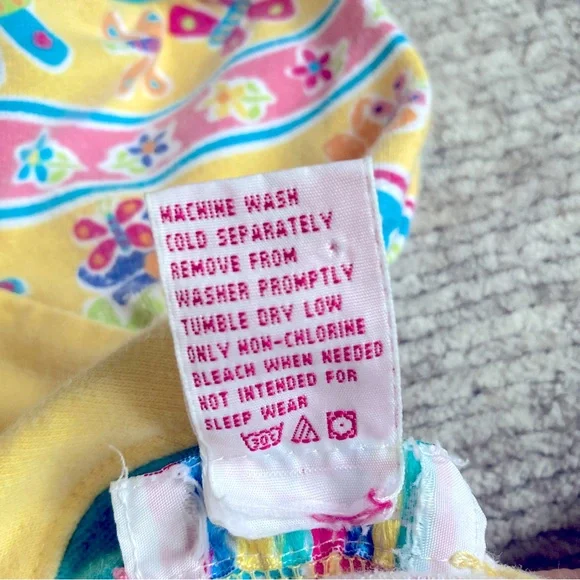 MACHINE WASH
COLD SEPARATELY
REMOVE FROM
WASHER PROMPTLY
TUMBLE DRY LOW
ONLY NON-CHLORINE
BLEACH WHEN NEEDED
NOT INTENDED FOR
SLEEP WEAR
30°